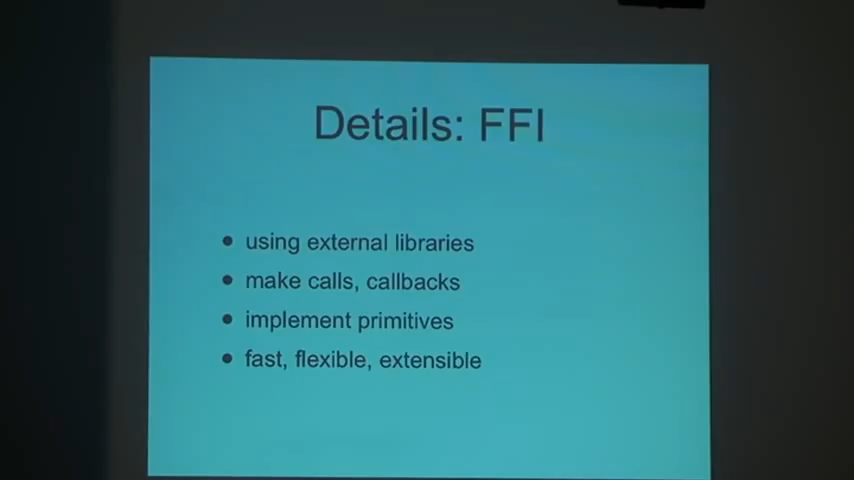 Details: FFI
• using external libraries
• make calls, callbacks
• implement primitives
• fast, flexible, extensible